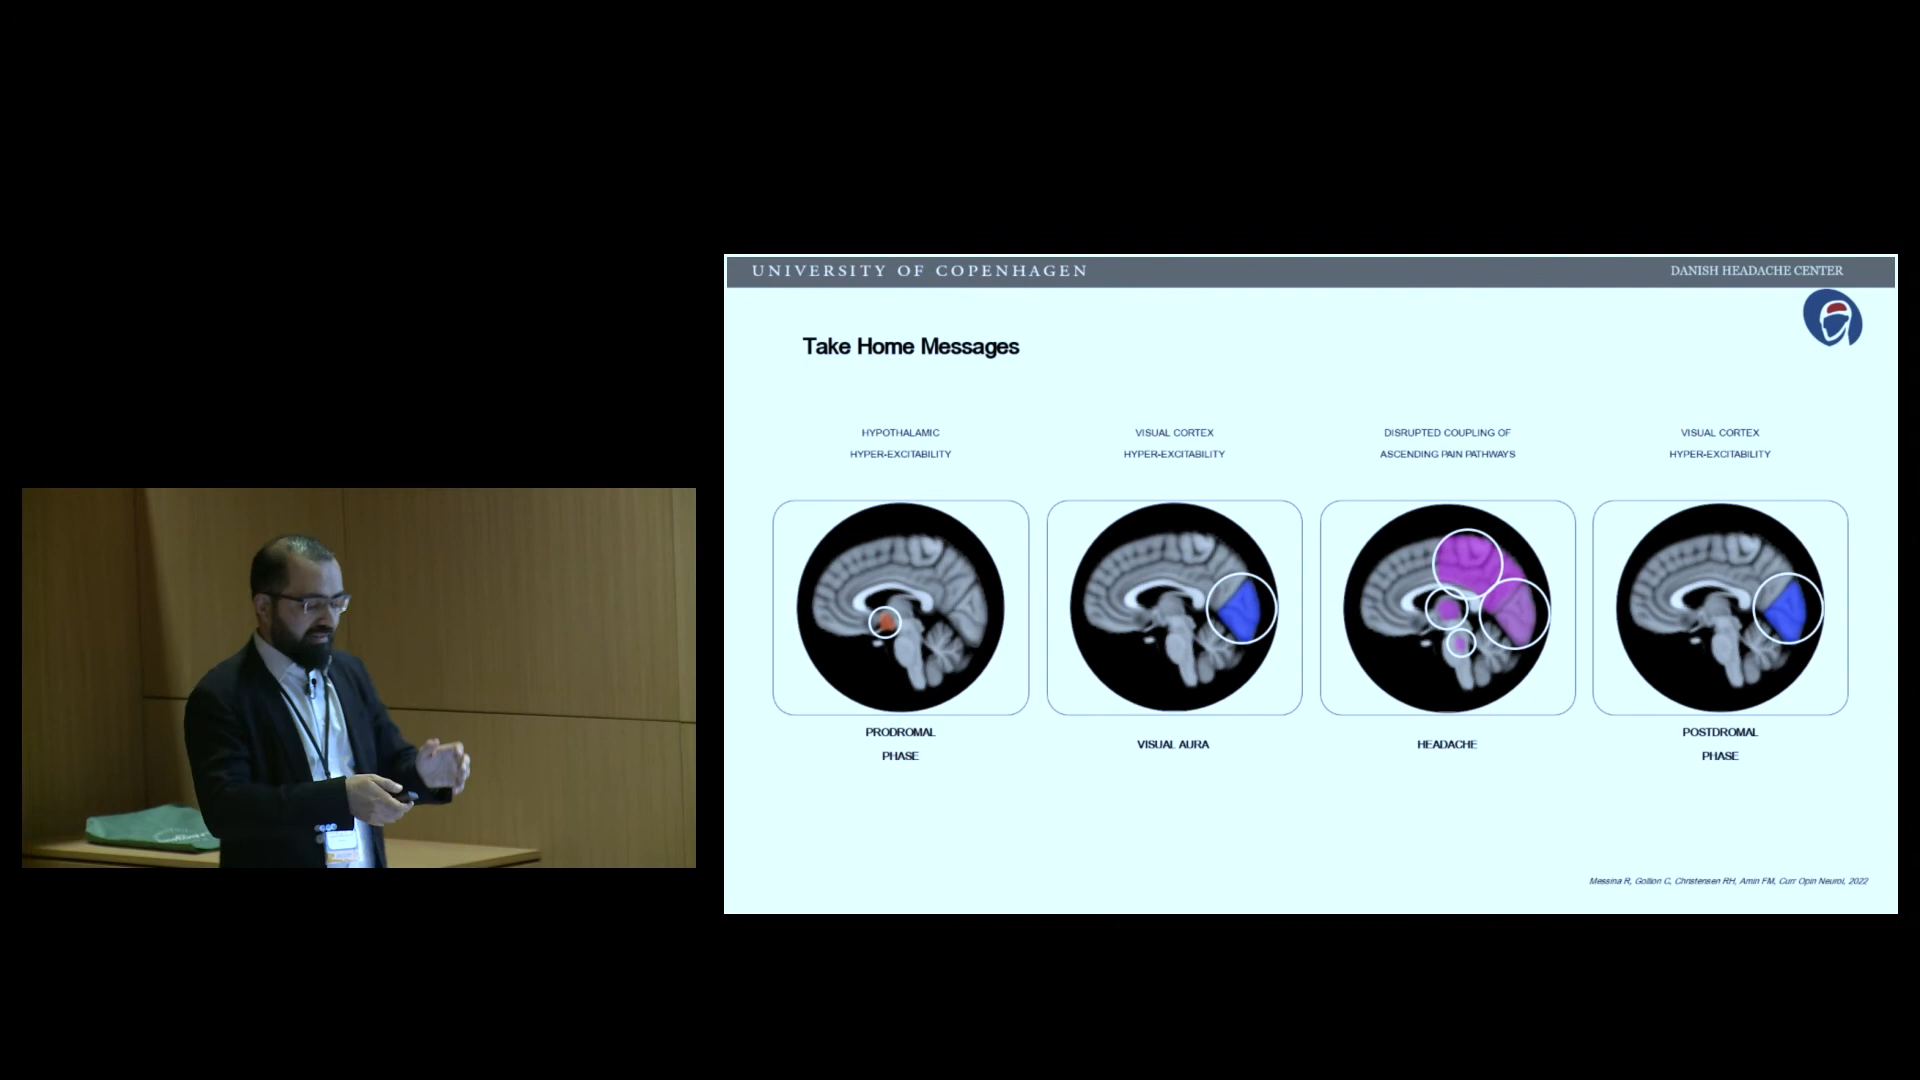 UNIVERSITY OF COPENHAGEN
DANISH HEADACHE CENTER
Take Home Messages
HYPOTHALAMIC
HYPER-EXCITABILITY
VISUAL CORTEX
HYPER-EXCITABILITY
DISRUPTED COUPLING OF
ASCENDING PAIN PATHWAYS
VISUAL CORTEX
HYPER-EXCITABILITY
PRODROMAL
PHASE
VISUAL AURA
HEADACHE
POSTDROMAL
PHASE
Messina R, Gollion C, Christensen RH, Amin FM, Curr Opin Neurol, 2022